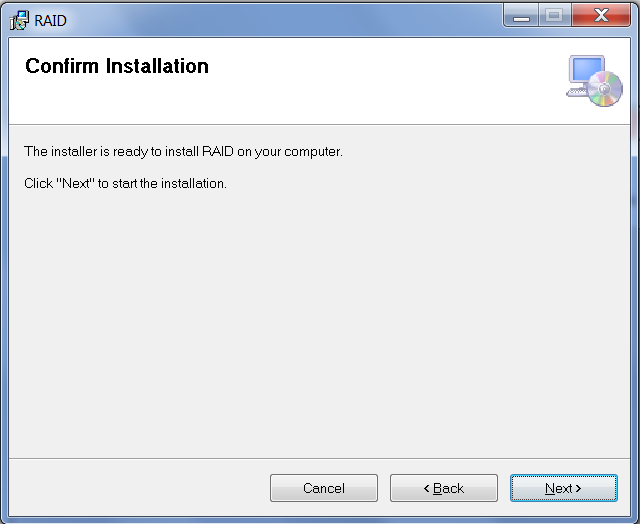 RAID
Confirm Installation
The installer is ready to install RAID on your computer.
Click "Next" to start the installation.
Cancel
< Back
Next >